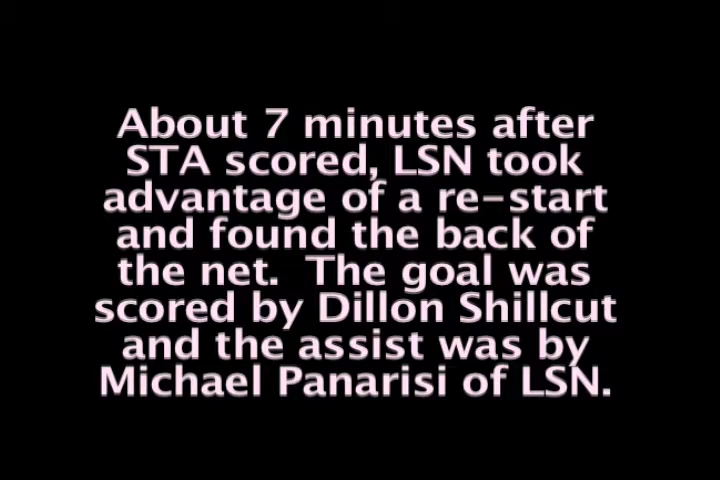 About 7 minutes after
STA scored, LSN took
advantage of a re-start
and found the back of
the net.  The goal was
scored by Dillon Shillcut
and the assist was by
Michael Panarisi of LSN.